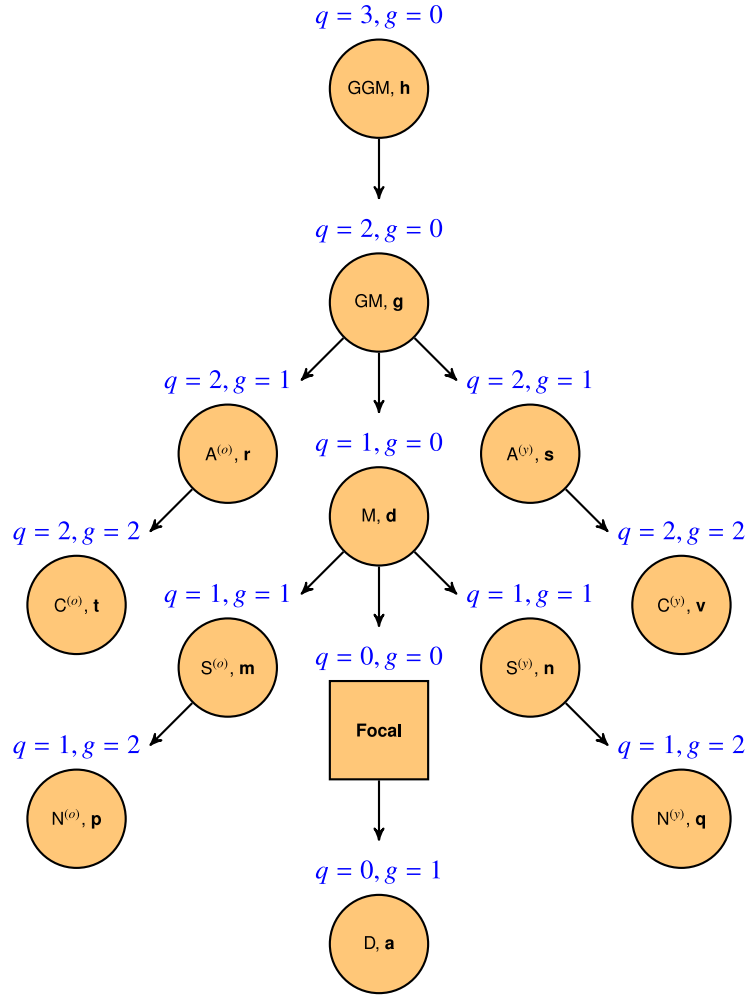 q = 3, g = 0
GGM, h
q = 2, g = 0
GM, g
q = 2, g = 1
q = 2, g = 1
A(o), r
q = 1, g = 0
A(y), s
M, d
q = 2, g = 2
q = 2, g = 2
C(o), t
q = 1, g = 1
q = 1, g = 1
C(y), v
S(o), m
q = 0, g = 0
S(y), n
Focal
q = 1, g = 2
q = 1, g = 2
N(o), p
N(y), q
q = 0, g = 1
D, a